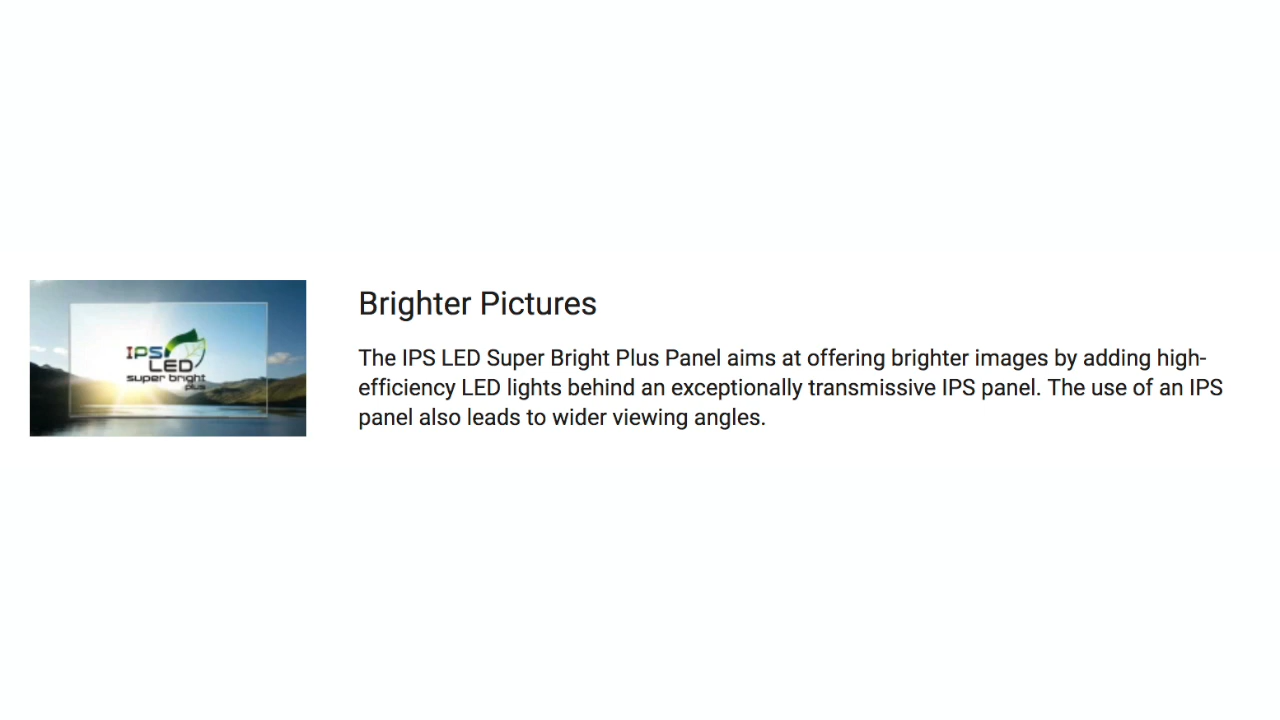 IPS
LED
super bright
plus
Brighter Pictures
The IPS LED Super Bright Plus Panel aims at offering brighter images by adding high-
efficiency LED lights behind an exceptionally transmissive IPS panel. The use of an IPS
panel also leads to wider viewing angles.